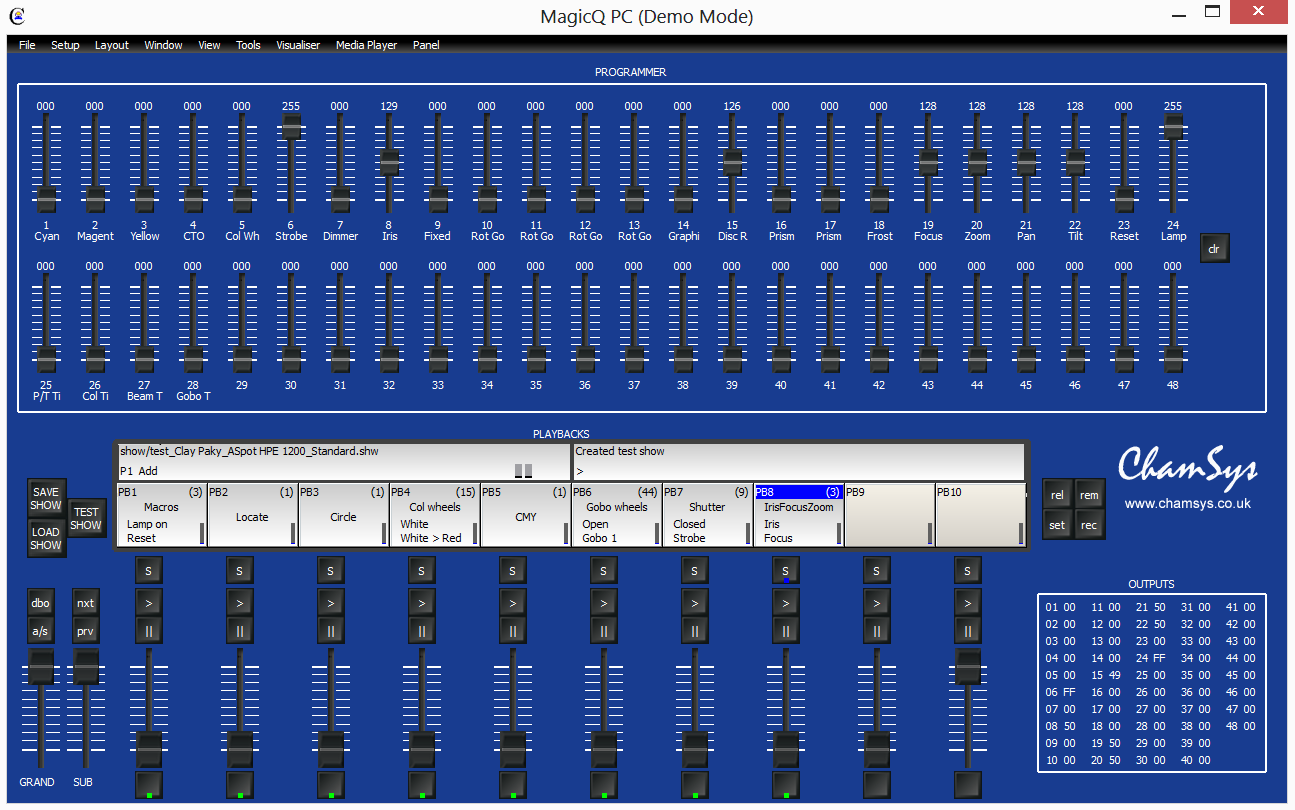 MagicQ PC (Demo Mode)
File Setup Layout Window View Tools Visualiser Media Player Panel
PROGRAMMER
000 000 000 000 000 255 000 129 000 000 000 000 000 000 126 000 000 000 128 128 128 128 000 255
1 2 3 4 5 6 7 8 9 10 11 12 13 14 15 16 17 18 19 20 21 22 23 24
Cyan Magent Yellow CTO Col Wh Strobe Dimmer Iris Fixed Rot Go Rot Go Rot Go Rot Go Graphi Disc R Prism Prism Frost Focus Zoom Pan Tilt Reset Lamp
clr
000 000 000 000 000 000 000 000 000 000 000 000 000 000 000 000 000 000 000 000 000 000 000 000
25 26 27 28 29 30 31 32 33 34 35 36 37 38 39 40 41 42 43 44 45 46 47 48
P/T Ti Col Ti Beam T Gobo T
PLAYBACKS
show/test_Clay Paky_ASpot HPE 1200_Standard.shw
P1 Add
Created test show
>
PB1 (3) PB2 (1) PB3 (1) PB4 (15) PB5 (1) PB6 (44) PB7 (9) PB8 (3) PB9 PB10
Macros Col wheels Gobo wheels Shutter IrisFocusZoom
Locate Circle CMY
Lamp on White Open Closed Iris
Reset White > Red Gobo 1 Strobe Focus
SAVE
SHOW
TEST
SHOW
LOAD
SHOW
ChamSys
www.chamsys.co.uk
rel rem
set rec
S S S S S S S S S S
dbo nxt > > > > > > > > > >
a/s prv
GRAND SUB
OUTPUTS
01 00 11 00 21 50 31 00 41 00
02 00 12 00 22 50 32 00 42 00
03 00 13 00 23 00 33 00 43 00
04 00 14 00 24 FF 34 00 44 00
05 00 15 49 25 00 35 00 45 00
06 FF 16 00 26 00 36 00 46 00
07 00 17 00 27 00 37 00 47 00
08 50 18 00 28 00 38 00 48 00
09 00 19 50 29 00 39 00
10 00 20 50 30 00 40 00